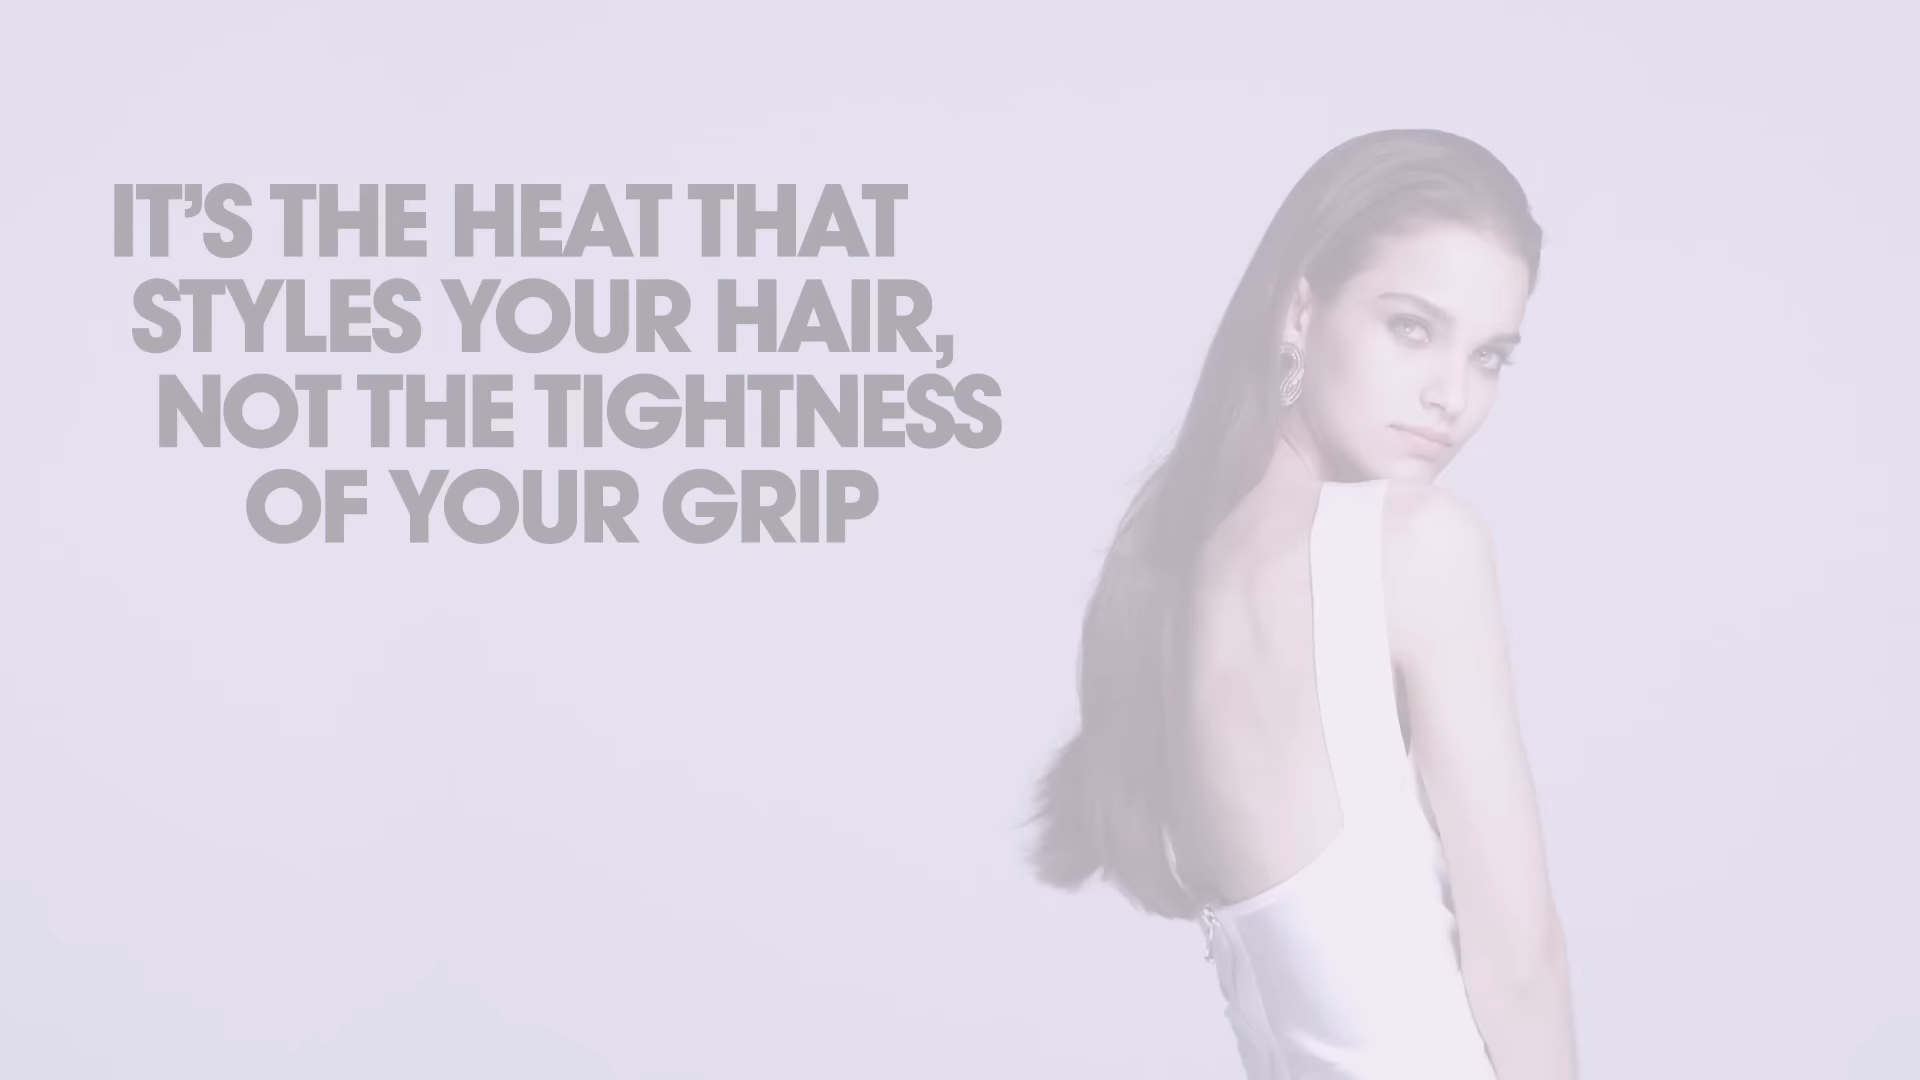 IT’S THE HEAT THAT
STYLES YOUR HAIR,
NOT THE TIGHTNESS
OF YOUR GRIP